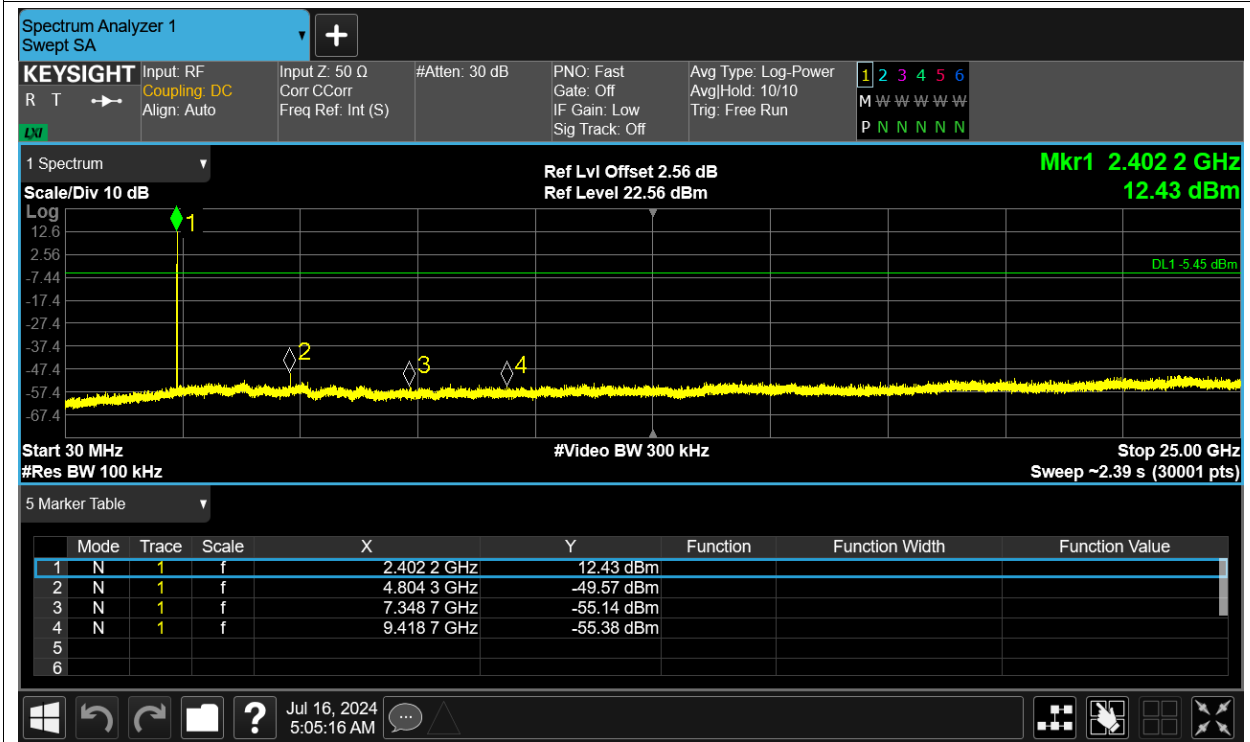 Spectrum Analyzer 1
Swept SA
+
KEYSIGHT
R T
LXI
Input: RF
Coupling: DC
Align: Auto
Input Z: 50 Ω
Corr CCorr
Freq Ref: Int (S)
#Atten: 30 dB
PNO: Fast
Gate: Off
IF Gain: Low
Sig Track: Off
Avg Type: Log-Power
Avg|Hold: 10/10
Trig: Free Run
1 2 3 4 5 6
M W W W W W
P N N N N N
1 Spectrum
Scale/Div 10 dB
Ref Lvl Offset 2.56 dB
Ref Level 22.56 dBm
Mkr1 2.402 2 GHz
12.43 dBm
Log
12.6
2.56
-7.44
-17.4
-27.4
-37.4
-47.4
-57.4
-67.4
1
2
3
4
DL1 -5.45 dBm
Start 30 MHz
#Res BW 100 kHz
#Video BW 300 kHz
Stop 25.00 GHz
Sweep ~2.39 s (30001 pts)
5 Marker Table
Mode Trace Scale X Y Function Function Width Function Value
1 N 1 f 2.402 2 GHz 12.43 dBm
2 N 1 f 4.804 3 GHz -49.57 dBm
3 N 1 f 7.348 7 GHz -55.14 dBm
4 N 1 f 9.418 7 GHz -55.38 dBm
5
6
?
Jul 16, 2024
5:05:16 AM